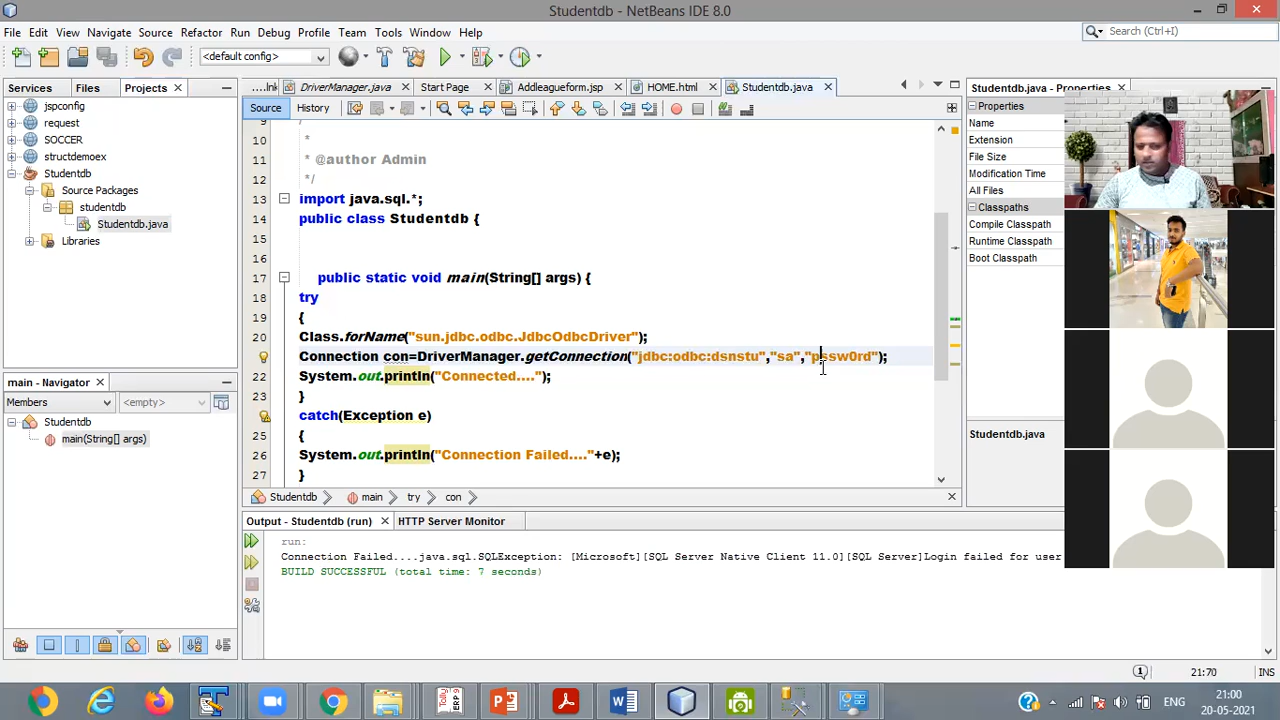 Studentdb - NetBeans IDE 8.0
File Edit View Navigate Source Refactor Run Debug Profile Team Tools Window Help
Search (Ctrl+I)
<default config>
Services Files Projects
DriverManager.java Start Page Addleagueform.jsp HOME.html Studentdb.java
Source History
jspconfig
request
SOCCER
structdemoex
Studentdb
Source Packages
studentdb
Studentdb.java
Libraries
10 *
11 * @author Admin
12 */
13 import java.sql.*;
14 public class Studentdb {
15
16
17 public static void main(String[] args) {
18 try
19 {
20 Class.forName("sun.jdbc.odbc.JdbcOdbcDriver");
Connection con=DriverManager.getConnection("jdbc:odbc:dsnstu","sa","pssw0rd");
22 System.out.println("Connected....");
23 }
catch(Exception e)
25 {
26 System.out.println("Connection Failed...."+e);
27 }
Studentdb main try con
main - Navigator
Members <empty>
Studentdb
main(String[] args)
Studentdb.java - Properties
Properties
Name
Extension
File Size
Modification Time
All Files
Classpaths
Compile Classpath
Runtime Classpath
Boot Classpath
Studentdb.java
Output - Studentdb (run) HTTP Server Monitor
run:
Connection Failed....java.sql.SQLException: [Microsoft][SQL Server Native Client 11.0][SQL Server]Login failed for user
BUILD SUCCESSFUL (total time: 7 seconds)
1 21:70 INS
ENG
21:00
20-05-2021